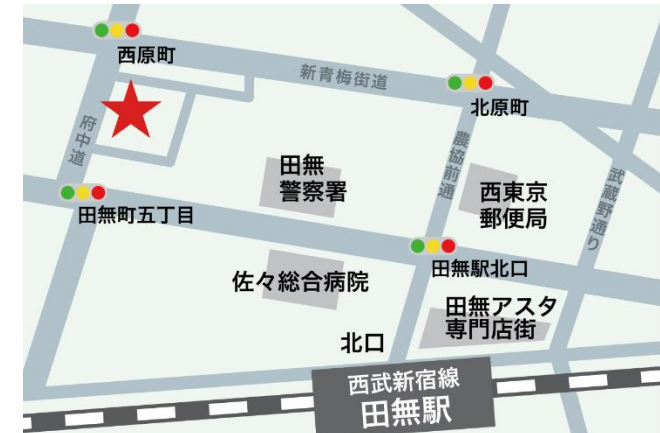 西原町
新青梅街道
北原町
府中道
農協前通
武蔵野通り
田無
警察署
西東京
郵便局
田無町五丁目
田無駅北口
佐々総合病院
田無アスタ
専門店街
北口
西武新宿線
田無駅